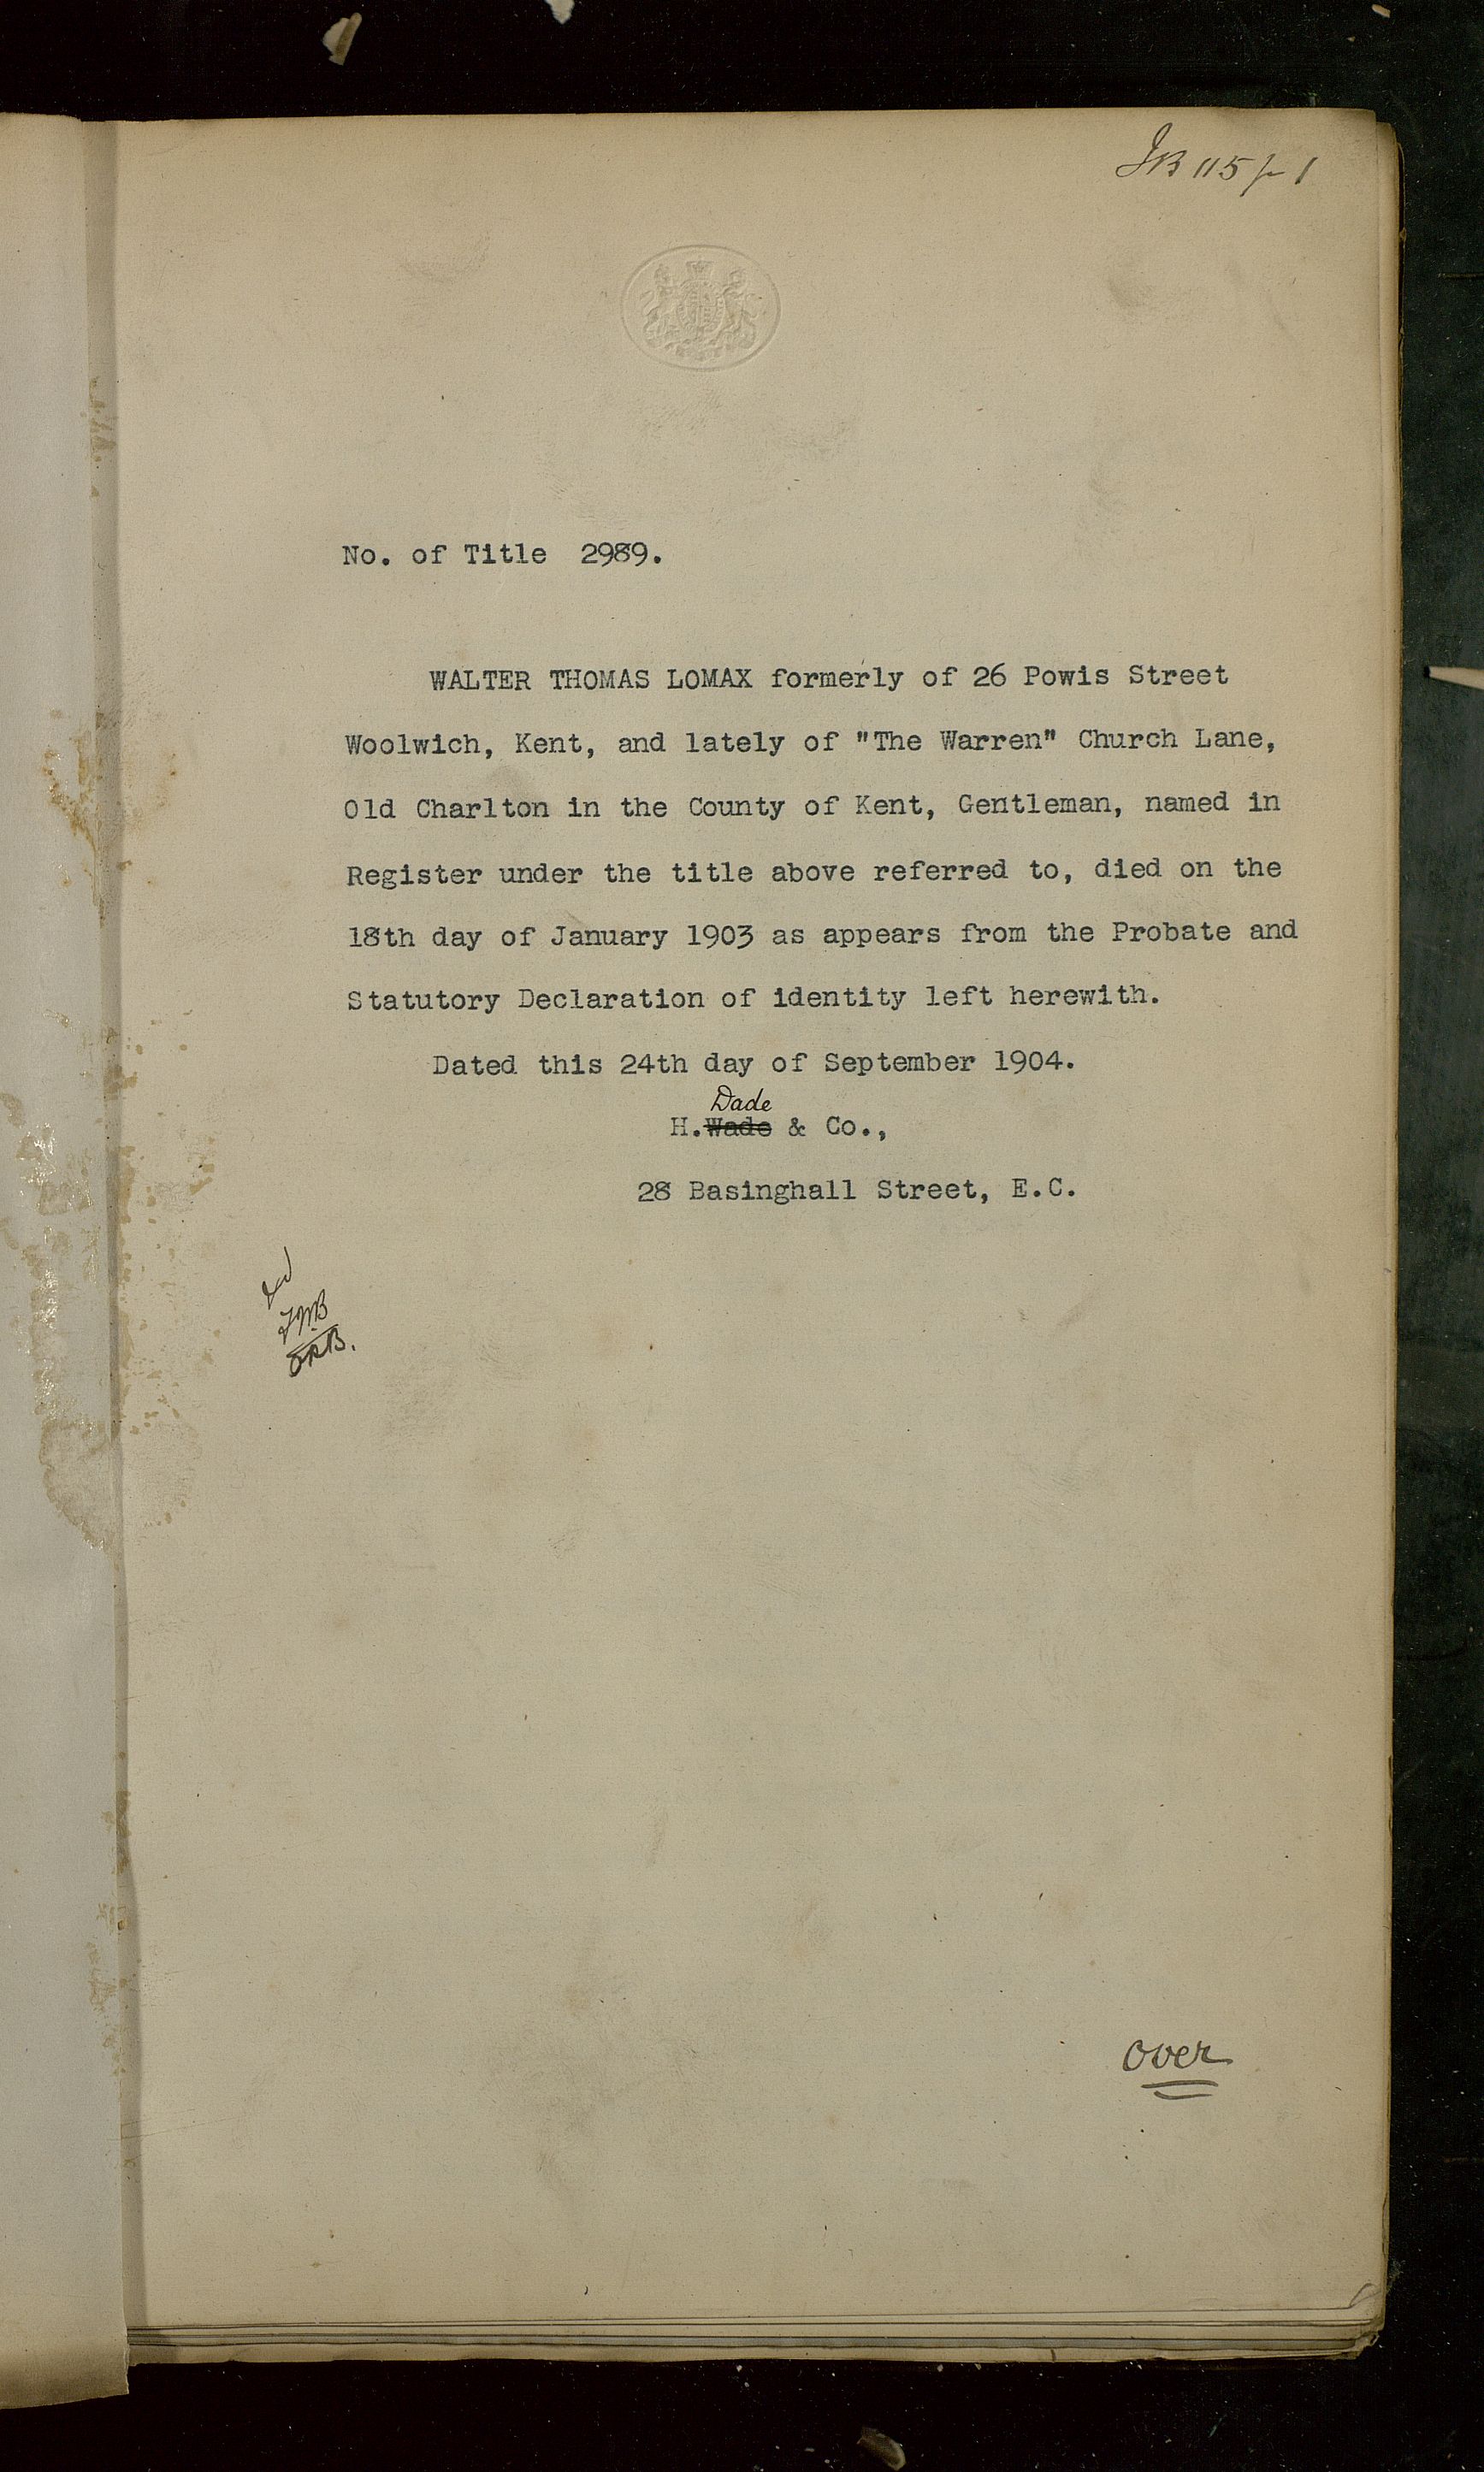 115 1
No. of Title 2989.
WALTER THOMAS LOMAX formerly of 26 Powis Street
Woolwich, Kent, and lately of "The Warren" Church Lane,
Old Charlton in the County of Kent, Gentleman, named in
Register under the title above referred to, died on the
18th day of January 1903 as appears from the Probate and
Statutory Declaration of identity left herewith.
Dated this 24th day of September 1904.
Dade
H.Wade & Co.,
28 Basinghall Street, E.C.
over